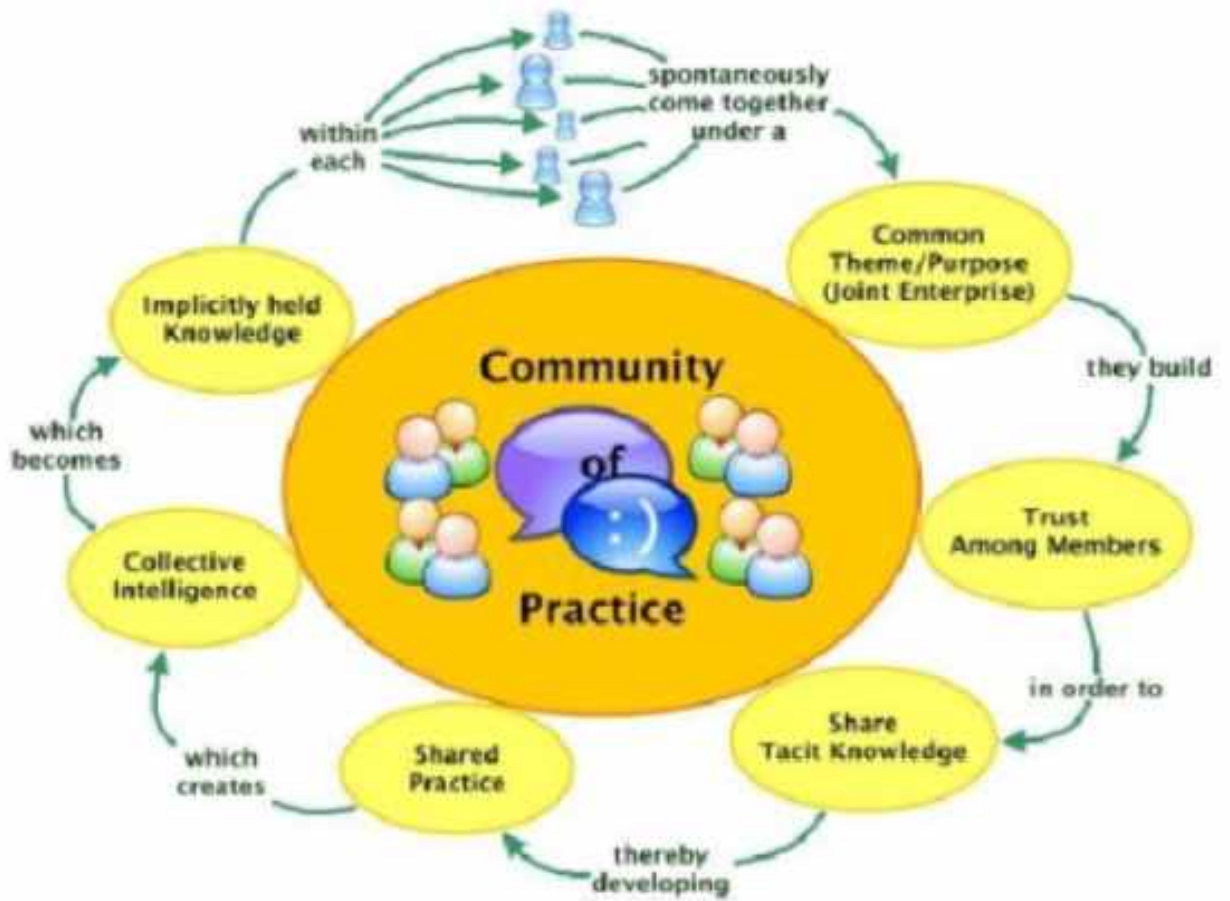 within
each
spontaneously
come together
under a
Common
Theme/Purpose
(Joint Enterprise)
they build
Trust
Among Members
in order to
Share
Tacit Knowledge
thereby
developing
Shared
Practice
which
creates
Collective
Intelligence
which
becomes
Implicitly held
Knowledge
Community
of
:)
Practice